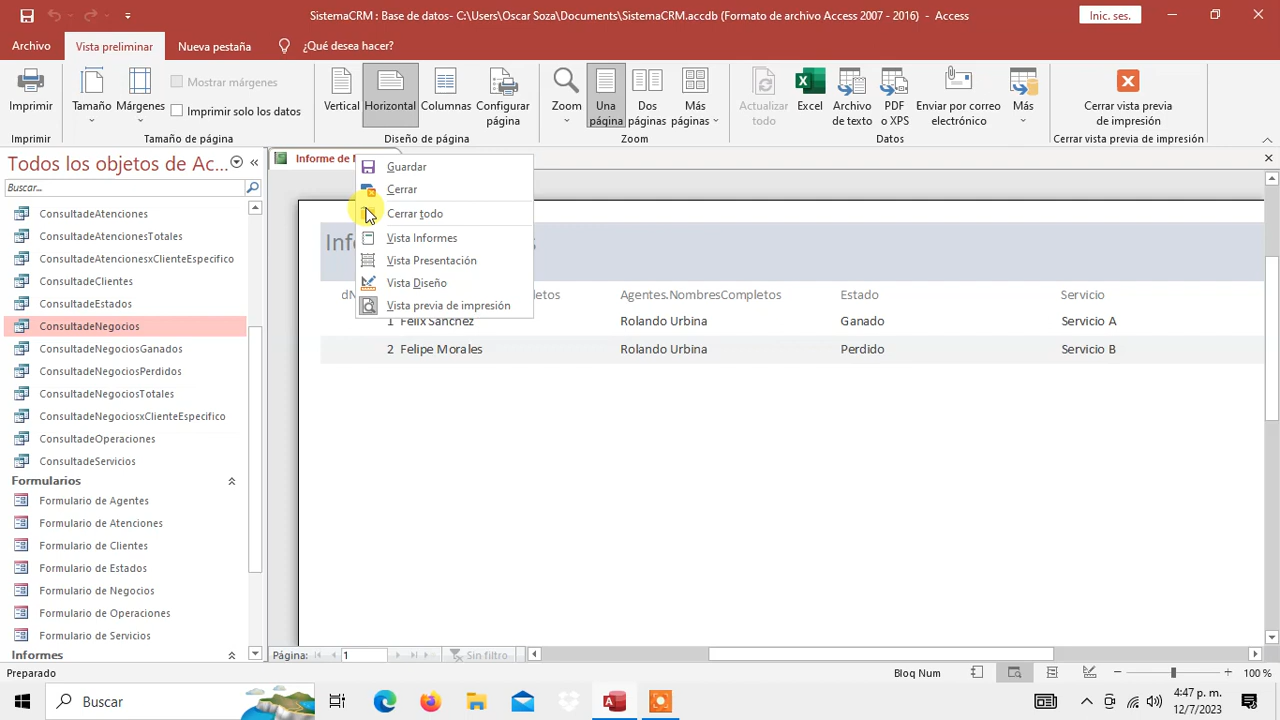 SistemaCRM : Base de datos- C:\Users\Oscar Soza\Documents\SistemaCRM.accdb (Formato de archivo Access 2007 - 2016) - Access
Inic. ses.
Archivo
Vista preliminar
Nueva pestaña
¿Qué desea hacer?
Imprimir
Tamaño
Márgenes
Mostrar márgenes
Imprimir solo los datos
Vertical
Horizontal
Columnas
Configurar página
Zoom
Una página
Dos páginas
Más páginas
Actualizar todo
Excel
Archivo de texto
PDF o XPS
Enviar por correo electrónico
Más
Cerrar vista previa de impresión
Imprimir
Tamaño de página
Diseño de página
Zoom
Datos
Cerrar vista previa de impresión
Todos los objetos de Ac...
Buscar...
ConsultadeAtenciones
ConsultadeAtencionesTotales
ConsultadeAtencionesxClienteEspecifico
ConsultadeClientes
ConsultadeEstados
ConsultadeNegocios
ConsultadeNegociosGanados
ConsultadeNegociosPerdidos
ConsultadeNegociosTotales
ConsultadeNegociosxClienteEspecifico
ConsultadeOperaciones
ConsultadeServicios
Formularios
Formulario de Agentes
Formulario de Atenciones
Formulario de Clientes
Formulario de Estados
Formulario de Negocios
Formulario de Operaciones
Formulario de Servicios
Informes
Informe de
Guardar
Cerrar
Cerrar todo
Vista Informes
Vista Presentación
Vista Diseño
Vista previa de impresión
Agentes.NombresCompletos Estado Servicio
1 Felix Sanchez Rolando Urbina Ganado Servicio A
2 Felipe Morales Rolando Urbina Perdido Servicio B
Página: 1 Sin filtro
Preparado
Bloq Num
100 %
Buscar
4:47 p. m.
12/7/2023